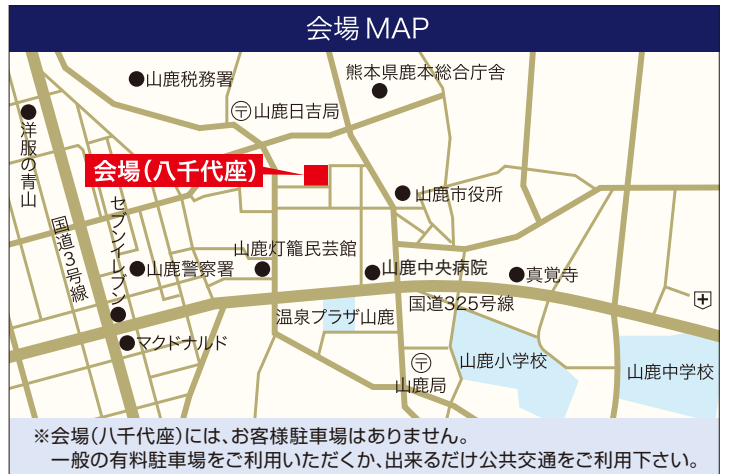 会場 MAP
山鹿税務署
熊本県鹿本総合庁舎
山鹿日吉局
洋服の青山
会場（八千代座）
山鹿市役所
セブンイレブン
国道3号線
山鹿灯籠民芸館
山鹿警察署
山鹿中央病院
真覚寺
国道325号線
温泉プラザ山鹿
マクドナルド
山鹿小学校
山鹿中学校
山鹿局
※会場（八千代座）には、お客様駐車場はありません。
一般の有料駐車場をご利用いただくか、出来るだけ公共交通をご利用下さい。